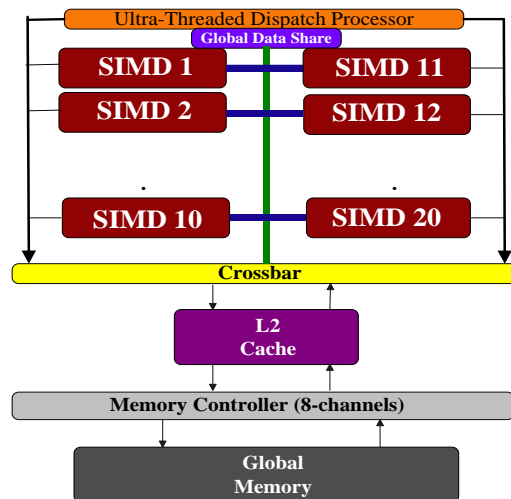 Ultra-Threaded Dispatch Processor
Global Data Share
SIMD 1
SIMD 11
SIMD 2
SIMD 12
.
.
SIMD 10
SIMD 20
Crossbar
L2
Cache
Memory Controller (8-channels)
Global
Memory